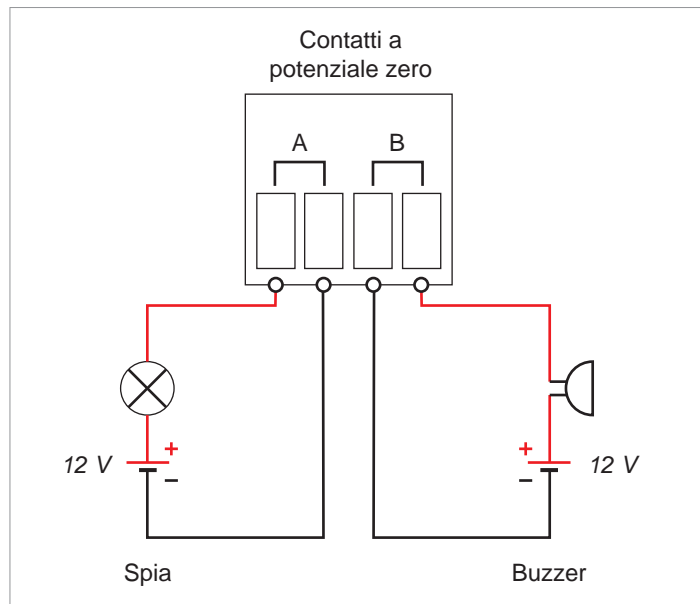 Contatti a
potenziale zero
A B
+ +
12 V 12 V
– –
Spia Buzzer